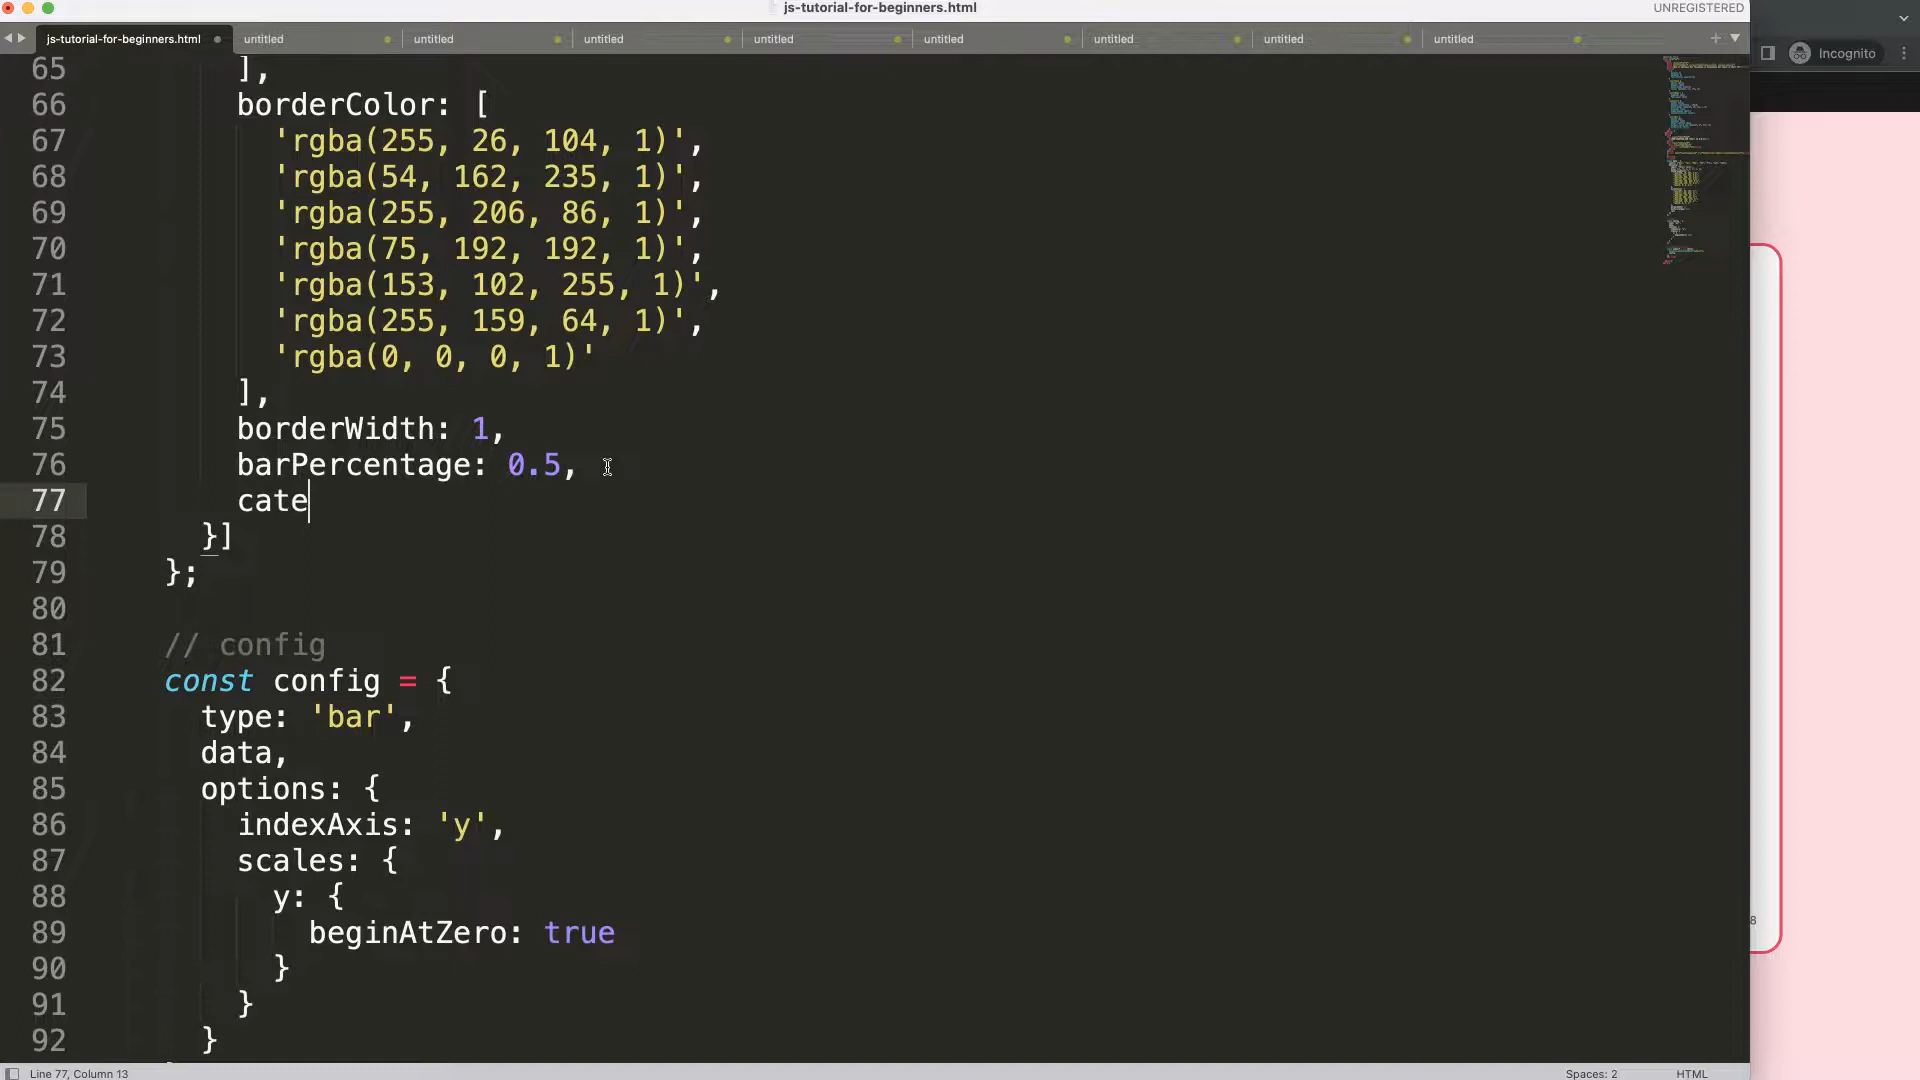 js-tutorial-for-beginners.html
UNREGISTERED
js-tutorial-for-beginners.html untitled untitled untitled untitled untitled untitled untitled untitled
Incognito
65 ],
66 borderColor: [
67 'rgba(255, 26, 104, 1)',
68 'rgba(54, 162, 235, 1)',
69 'rgba(255, 206, 86, 1)',
70 'rgba(75, 192, 192, 1)',
71 'rgba(153, 102, 255, 1)',
72 'rgba(255, 159, 64, 1)',
73 'rgba(0, 0, 0, 1)'
74 ],
75 borderWidth: 1,
76 barPercentage: 0.5,
77 cate
78 }]
79 };
80
81 // config
82 const config = {
83 type: 'bar',
84 data,
85 options: {
86 indexAxis: 'y',
87 scales: {
88 y: {
89 beginAtZero: true
90 }
91 }
92 }
8
Line 77, Column 13
Spaces: 2
HTML